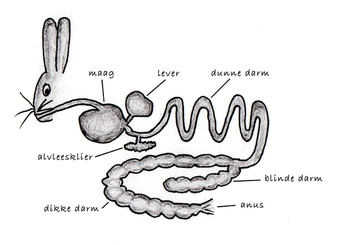 maag
lever
dunne darm
alvleesklier
blinde darm
dikke darm
anus